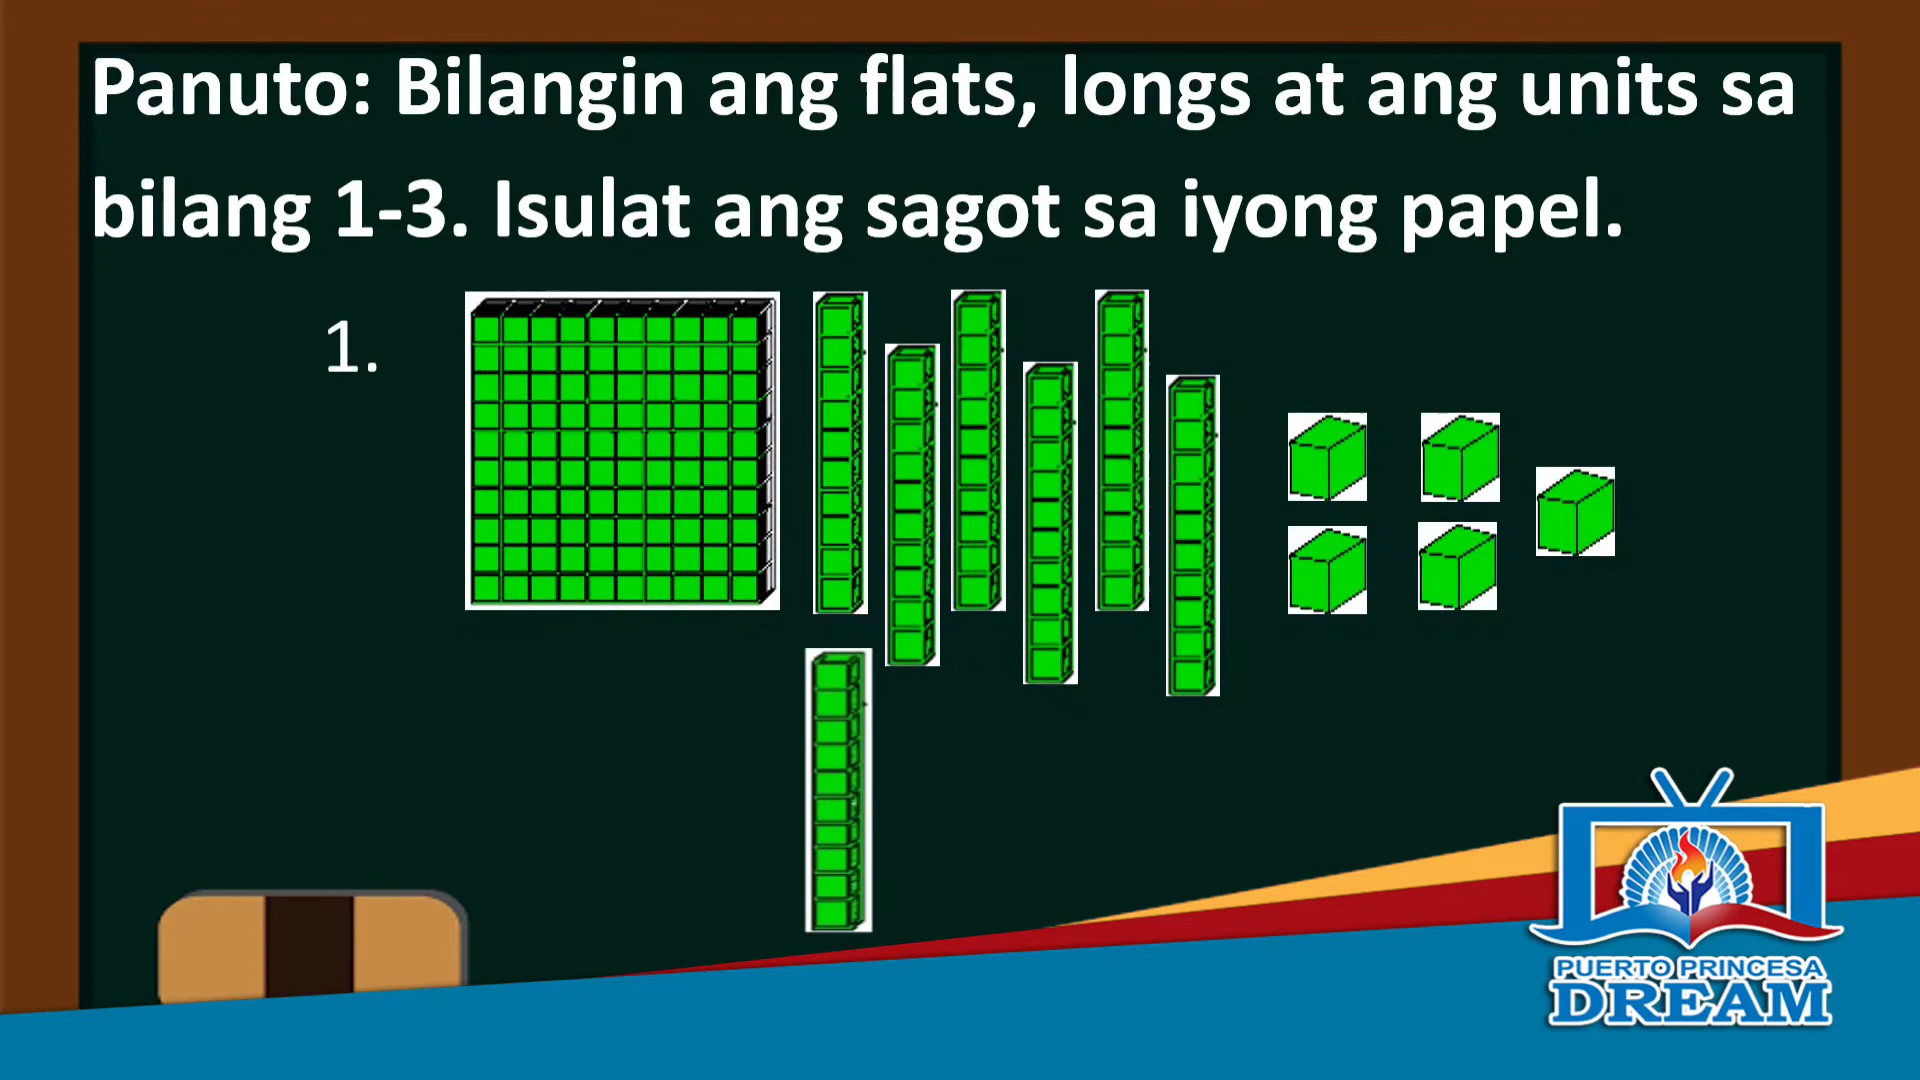 Panuto: Bilangin ang flats, longs at ang units sa
bilang 1-3. Isulat ang sagot sa iyong papel.
1.
PUERTO PRINCESA
DREAM